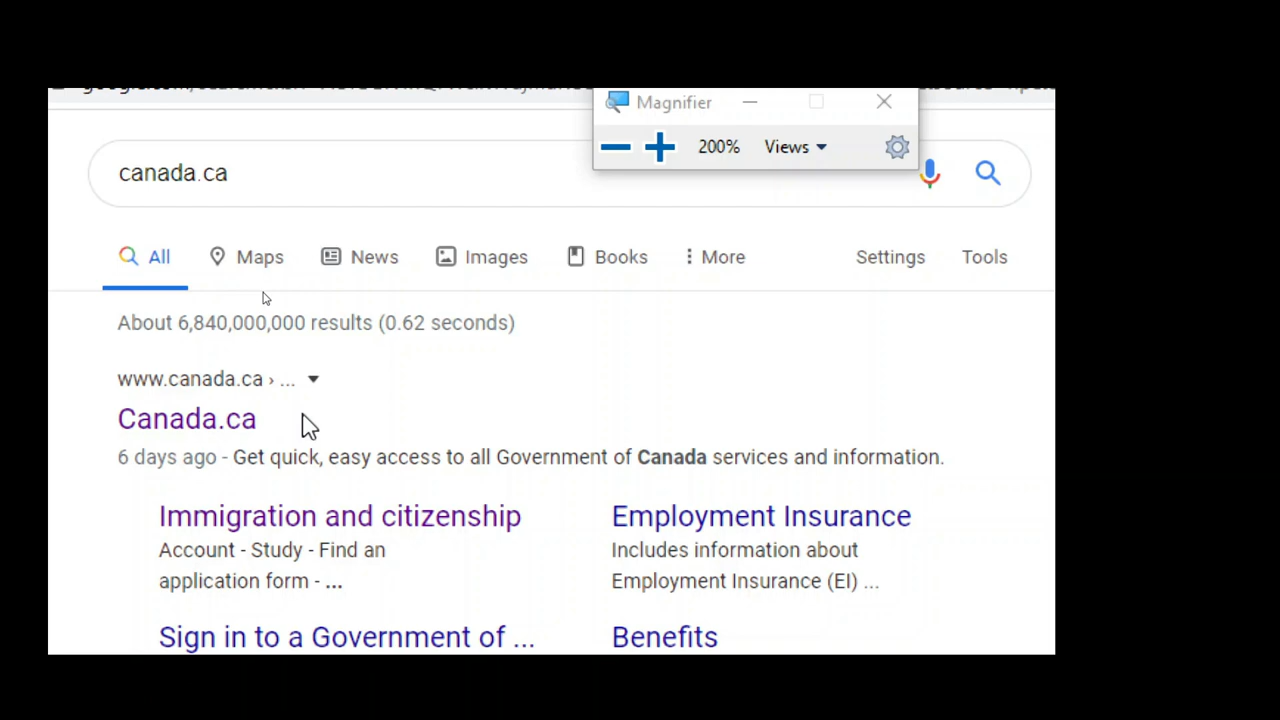 Magnifier
200% Views
canada.ca
All Maps News Images Books More Settings Tools
About 6,840,000,000 results (0.62 seconds)
www.canada.ca › ...
Canada.ca
6 days ago - Get quick, easy access to all Government of Canada services and information.
Immigration and citizenship
Account - Study - Find an
application form - ...
Employment Insurance
Includes information about
Employment Insurance (EI) ...
Sign in to a Government of ...
Benefits